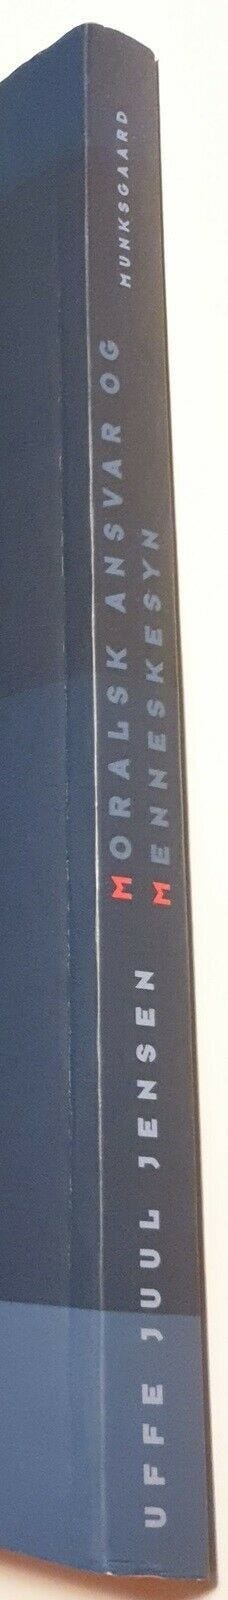 UFFE JUUL JENSEN
MORALSK ANSVAR OG
MENNESKESYN
MUNKSGAARD